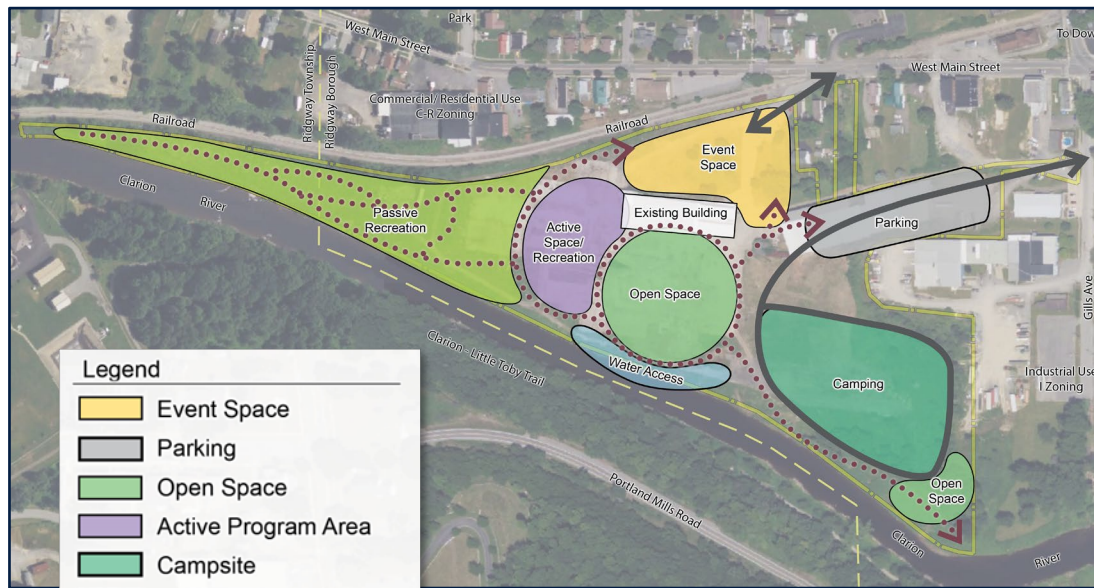 Park
West Main Street
To Dow
West Main Street
Ridgway Township
Ridgway Borough
Commercial/ Residential Use
C-R Zoning
Railroad
Railroad
Event
Space
Clarion
River
Passive
Recreation
Existing Building
Parking
Active
Space/
Recreation
Open Space
Gills Ave
Clarion - Little Toby Trail
Water Access
Camping
Industrial Use
I Zoning
Portland Mills Road
Open
Space
Clarion
River
Legend
Event Space
Parking
Open Space
Active Program Area
Campsite